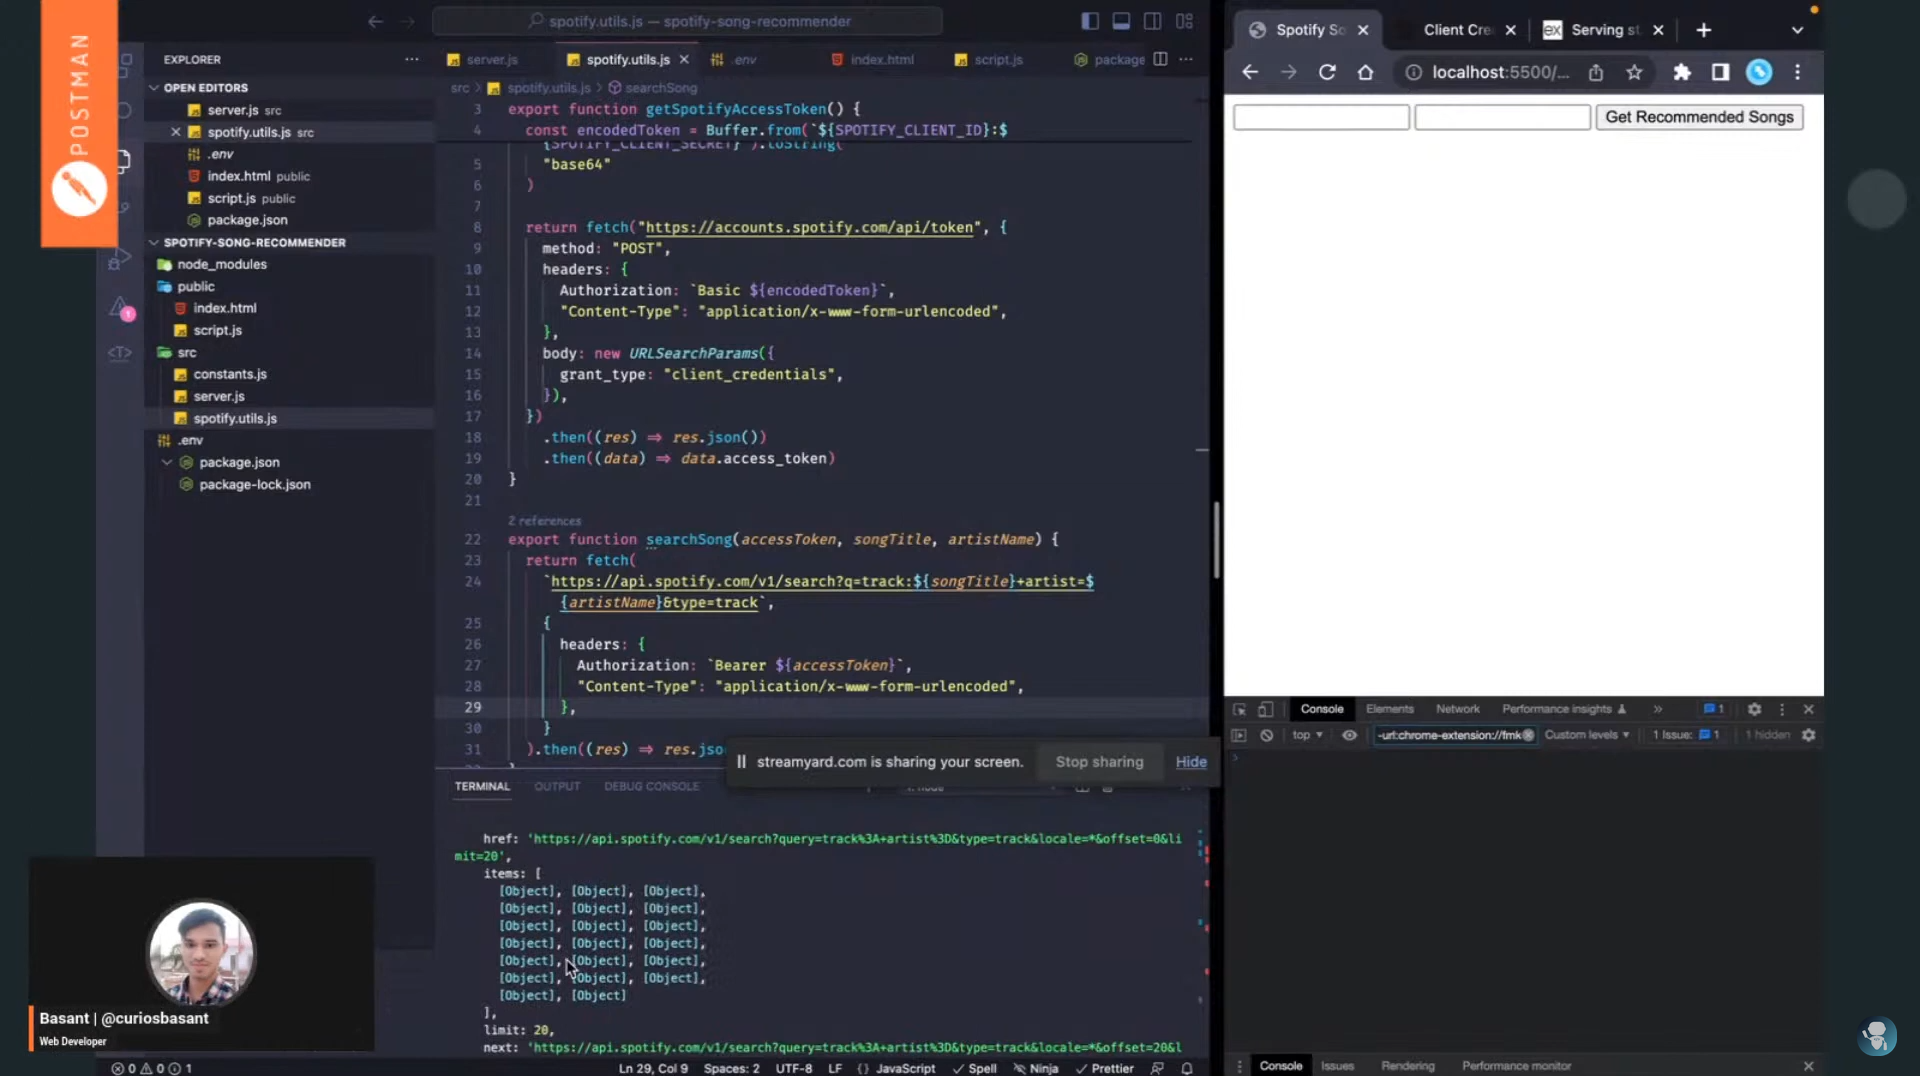 POSTMAN
spotify.utils.js — spotify-song-recommender
EXPLORER
OPEN EDITORS
server.js src
spotify.utils.js src
.env
index.html public
script.js public
package.json
SPOTIFY-SONG-RECOMMENDER
node_modules
public
index.html
script.js
src
constants.js
server.js
spotify.utils.js
.env
package.json
package-lock.json
1
server.js
spotify.utils.js
.env
index.html
script.js
package
src > spotify.utils.js > searchSong
3 export function getSpotifyAccessToken() {
4 const encodedToken = Buffer.from(`${SPOTIFY_CLIENT_ID}:$
{SPOTIFY_CLIENT_SECRET}`).toString(
5 "base64"
6 )
7
8 return fetch("https://accounts.spotify.com/api/token", {
9 method: "POST",
10 headers: {
11 Authorization: `Basic ${encodedToken}`,
12 "Content-Type": "application/x-www-form-urlencoded",
13 },
14 body: new URLSearchParams({
15 grant_type: "client_credentials",
16 }),
17 })
18 .then((res) => res.json())
19 .then((data) => data.access_token)
20 }
21
2 references
22 export function searchSong(accessToken, songTitle, artistName) {
23 return fetch(
24 `https://api.spotify.com/v1/search?q=track:${songTitle}+artist=$
{artistName}&type=track`,
25 {
26 headers: {
27 Authorization: `Bearer ${accessToken}`,
28 "Content-Type": "application/x-www-form-urlencoded",
29 },
30 }
31 ).then((res) => res.jso
streamyard.com is sharing your screen.
Stop sharing
Hide
TERMINAL
OUTPUT
DEBUG CONSOLE
href: 'https://api.spotify.com/v1/search?query=track%3A+artist%3D&type=track&locale=*&offset=0&li
mit=20',
items: [
[Object], [Object], [Object],
[Object], [Object], [Object],
[Object], [Object], [Object],
[Object], [Object], [Object],
[Object], [Object], [Object],
[Object], [Object], [Object],
[Object], [Object]
],
limit: 20,
next: 'https://api.spotify.com/v1/search?query=track%3A+artist%3D&type=track&locale=*&offset=20&l
0 0 1
Ln 29, Col 9
Spaces: 2
UTF-8
LF
{} JavaScript
Spell
Ninja
Prettier
Basant | @curiosbasant
Web Developer
Spotify So
Client Cre
ex Serving st
localhost:5500/...
Get Recommended Songs
Console
Elements
Network
Performance insights
1
top
-url:chrome-extension://fmk
Custom levels
1 Issue: 1
1 hidden
Console
Issues
Rendering
Performance monitor